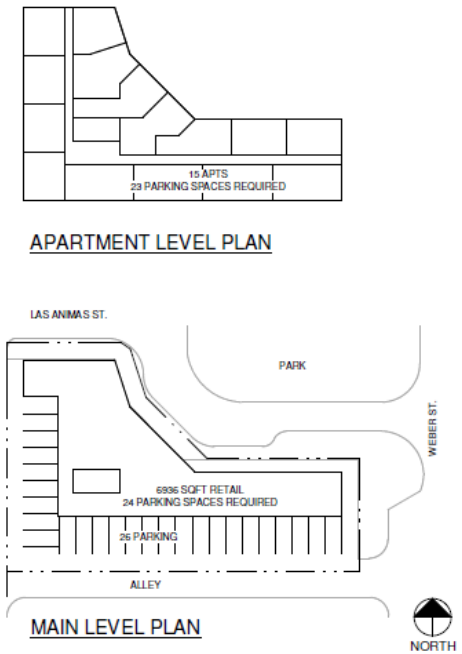 15 APTS
23 PARKING SPACES REQUIRED
APARTMENT LEVEL PLAN
LAS ANIMAS ST.
PARK
WEBER ST.
6936 SQFT RETAIL
24 PARKING SPACES REQUIRED
26 PARKING
ALLEY
MAIN LEVEL PLAN
NORTH